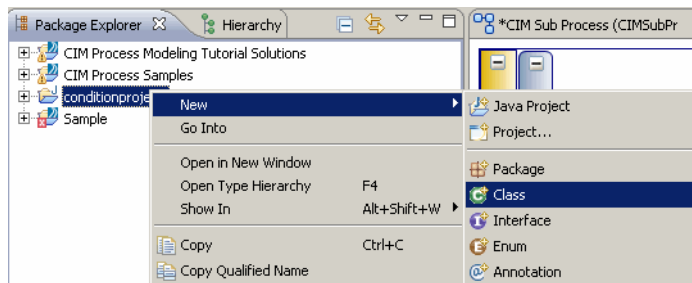 Package Explorer Hierarchy *CIM Sub Process (CIMSubPr
CIM Process Modeling Tutorial Solutions
CIM Process Samples
conditionproje
Sample
New
Go Into
Open in New Window
Open Type Hierarchy F4
Show In Alt+Shift+W
Copy Ctrl+C
Copy Qualified Name
Java Project
Project...
Package
Class
Interface
Enum
Annotation